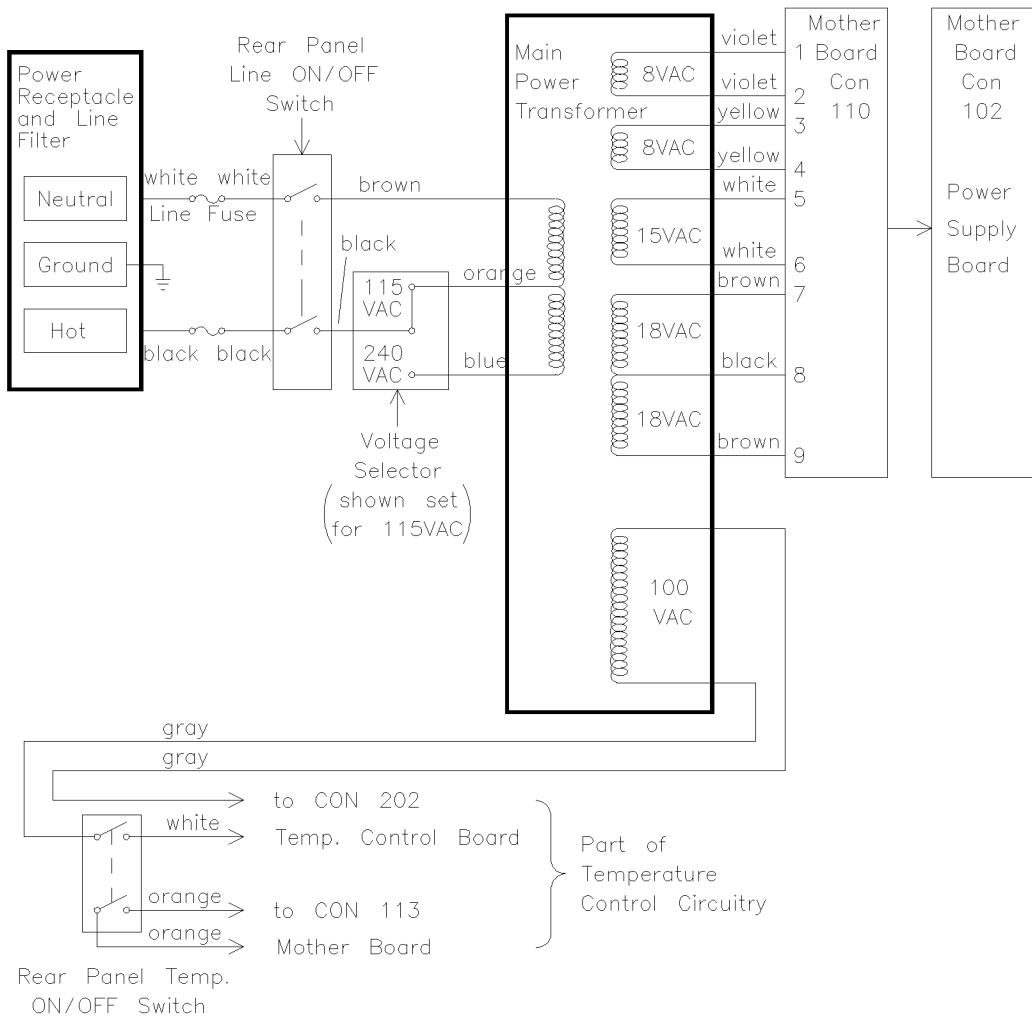 Power
Receptacle
and Line
Filter
Neutral
Ground
Hot
white white
Line Fuse
black black
Rear Panel
Line ON/OFF
Switch
brown
black
orange
blue
115
VAC
240
VAC
Voltage
Selector
(shown set
for 115VAC)
Main
Power
Transformer
8VAC
8VAC
15VAC
18VAC
18VAC
100
VAC
violet
violet
yellow
yellow
white
white
brown
black
brown
1
2
3
4
5
6
7
8
9
Mother
Board
Con
110
Mother
Board
Con
102
Power
Supply
Board
gray
gray
to CON 202
white
Temp. Control Board
orange
to CON 113
orange
Mother Board
Part of
Temperature
Control Circuitry
Rear Panel Temp.
ON/OFF Switch